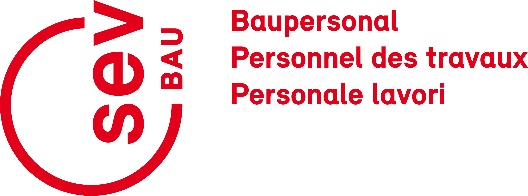 sev
BAU
Baupersonal
Personnel des travaux
Personale lavori